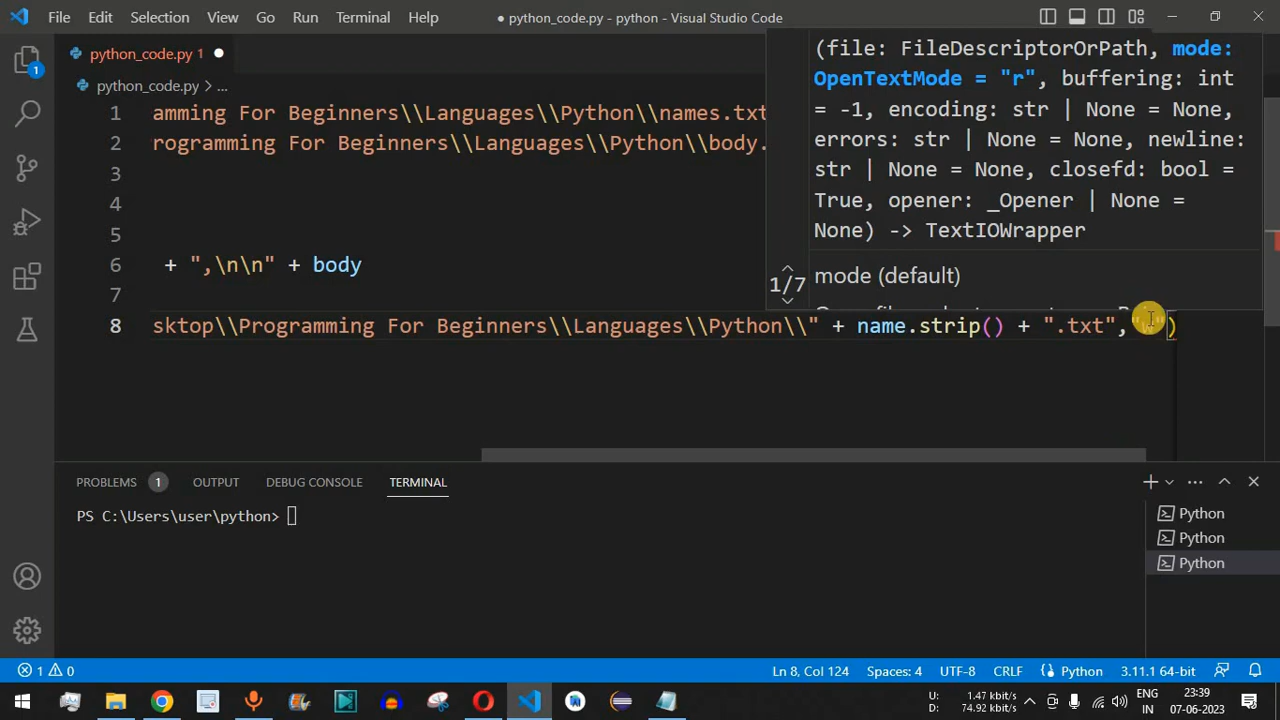 File Edit Selection View Go Run Terminal Help
● python_code.py - python - Visual Studio Code
python_code.py 1 ●
python_code.py > ...
1 amming For Beginners\\Languages\\Python\\names.txt
2 rogramming For Beginners\\Languages\\Python\\body.
3
4
5
6 + ",\n\n" + body
7
8 sktop\\Programming For Beginners\\Languages\\Python\\" + name.strip() + ".txt","w")
(file: FileDescriptorOrPath, mode:
OpenTextMode = "r", buffering: int
= -1, encoding: str | None = None,
errors: str | None = None, newline:
str | None = None, closefd: bool =
True, opener: _Opener | None =
None) -> TextIOWrapper
1/7
mode (default)
PROBLEMS 1 OUTPUT DEBUG CONSOLE TERMINAL
PS C:\Users\user\python>
Python
Python
Python
1 0
Ln 8, Col 124 Spaces: 4 UTF-8 CRLF Python 3.11.1 64-bit
U: 1.47 kbit/s
D: 74.92 kbit/s
ENG
IN
23:39
07-06-2023
1